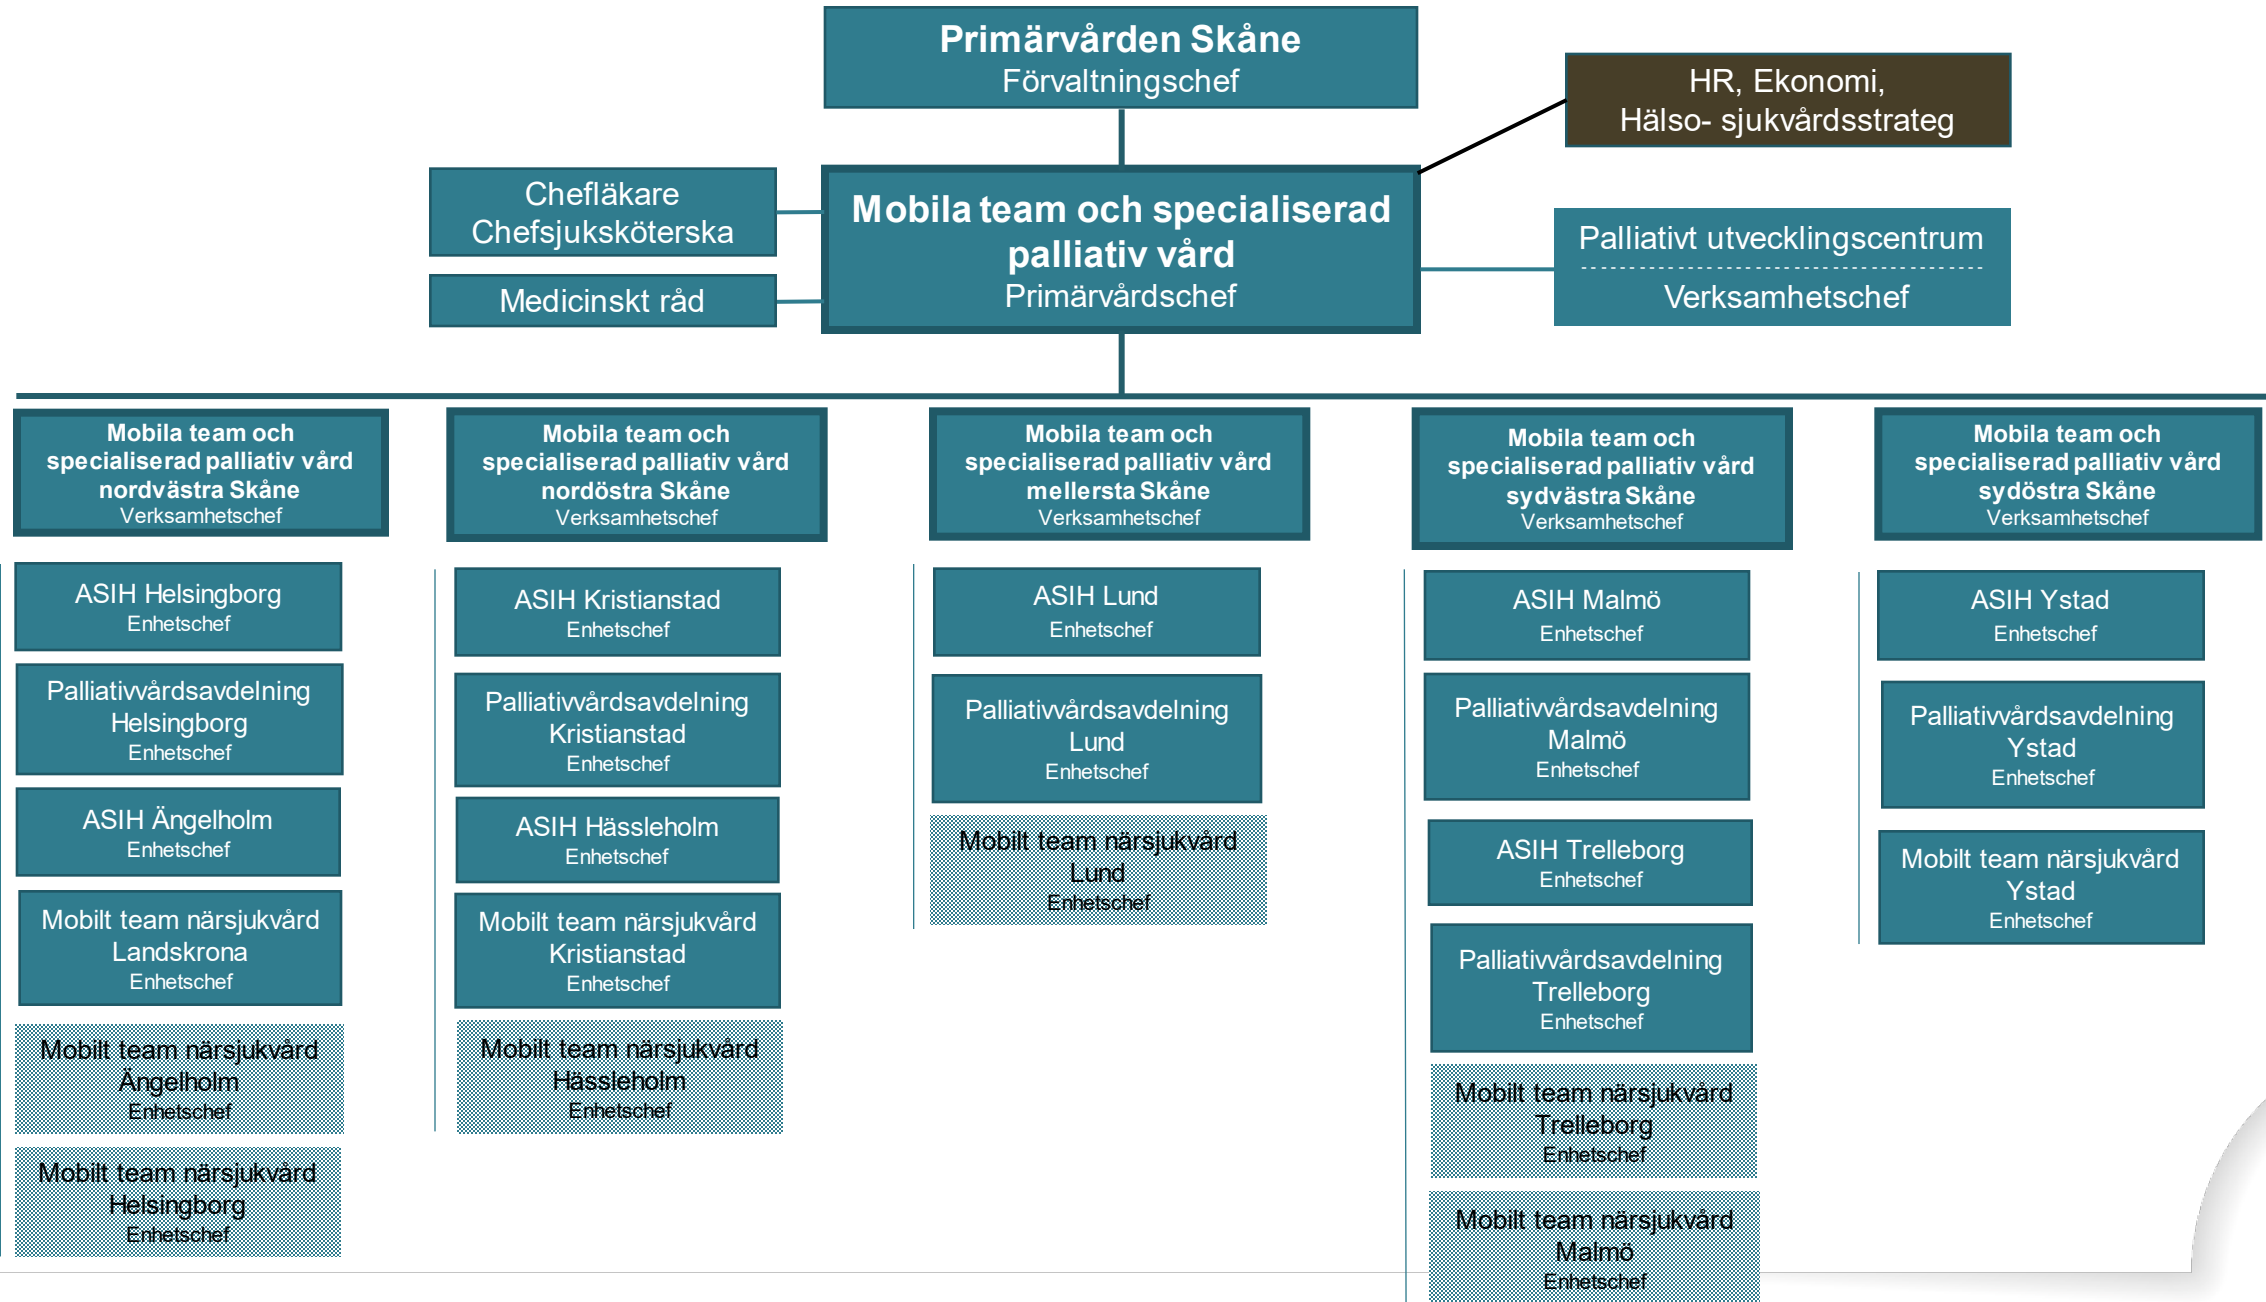 Primärvården Skåne
Förvaltningschef
HR, Ekonomi,
Hälso- sjukvårdsstrateg
Chefläkare
Chefsjuksköterska
Medicinskt råd
Mobila team och specialiserad
palliativ vård
Primärvårdschef
Palliativt utvecklingscentrum
Verksamhetschef
Mobila team och
specialiserad palliativ vård
nordvästra Skåne
Verksamhetschef
ASIH Helsingborg
Enhetschef
Palliativvårdsavdelning
Helsingborg
Enhetschef
ASIH Ängelholm
Enhetschef
Mobilt team närsjukvård
Landskrona
Enhetschef
Mobilt team närsjukvård
Ängelholm
Enhetschef
Mobilt team närsjukvård
Helsingborg
Enhetschef
Mobila team och
specialiserad palliativ vård
nordöstra Skåne
Verksamhetschef
ASIH Kristianstad
Enhetschef
Palliativvårdsavdelning
Kristianstad
Enhetschef
ASIH Hässleholm
Enhetschef
Mobilt team närsjukvård
Kristianstad
Enhetschef
Mobilt team närsjukvård
Hässleholm
Enhetschef
Mobila team och
specialiserad palliativ vård
mellersta Skåne
Verksamhetschef
ASIH Lund
Enhetschef
Palliativvårdsavdelning
Lund
Enhetschef
Mobilt team närsjukvård
Lund
Enhetschef
Mobila team och
specialiserad palliativ vård
sydvästra Skåne
Verksamhetschef
ASIH Malmö
Enhetschef
Palliativvårdsavdelning
Malmö
Enhetschef
ASIH Trelleborg
Enhetschef
Palliativvårdsavdelning
Trelleborg
Enhetschef
Mobilt team närsjukvård
Trelleborg
Enhetschef
Mobilt team närsjukvård
Malmö
Enhetschef
Mobila team och
specialiserad palliativ vård
sydöstra Skåne
Verksamhetschef
ASIH Ystad
Enhetschef
Palliativvårdsavdelning
Ystad
Enhetschef
Mobilt team närsjukvård
Ystad
Enhetschef